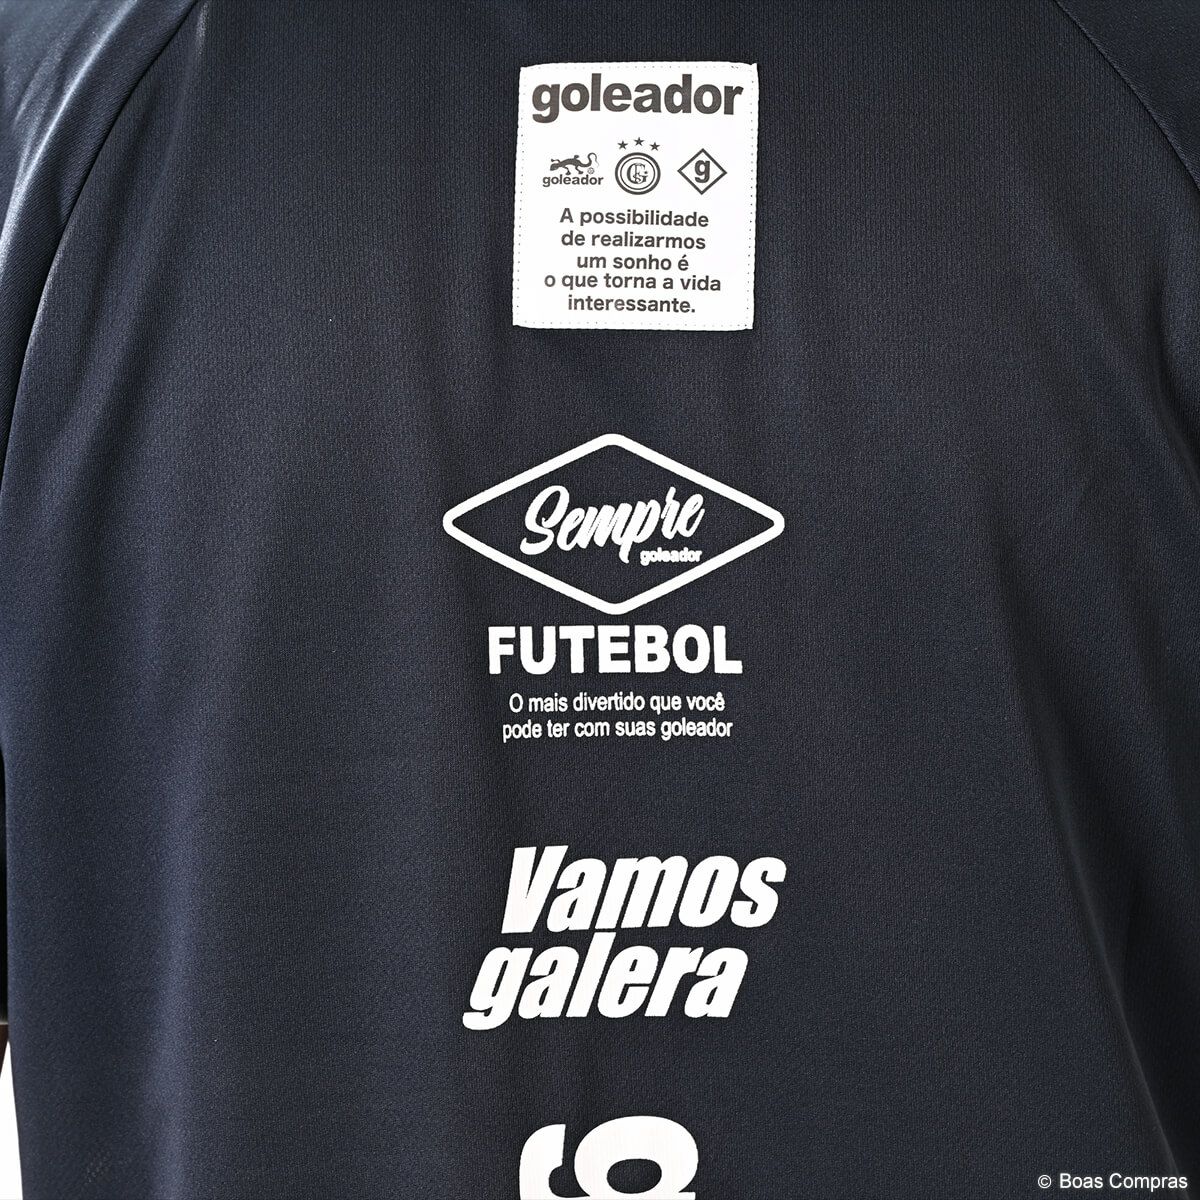 goleador
goleador
GS
g
A possibilidade
de realizarmos
um sonho é
o que torna a vida
interessante.
Sempre
goleador
FUTEBOL
O mais divertido que você
pode ter com suas goleador
Vamos
galera
© Boas Compras